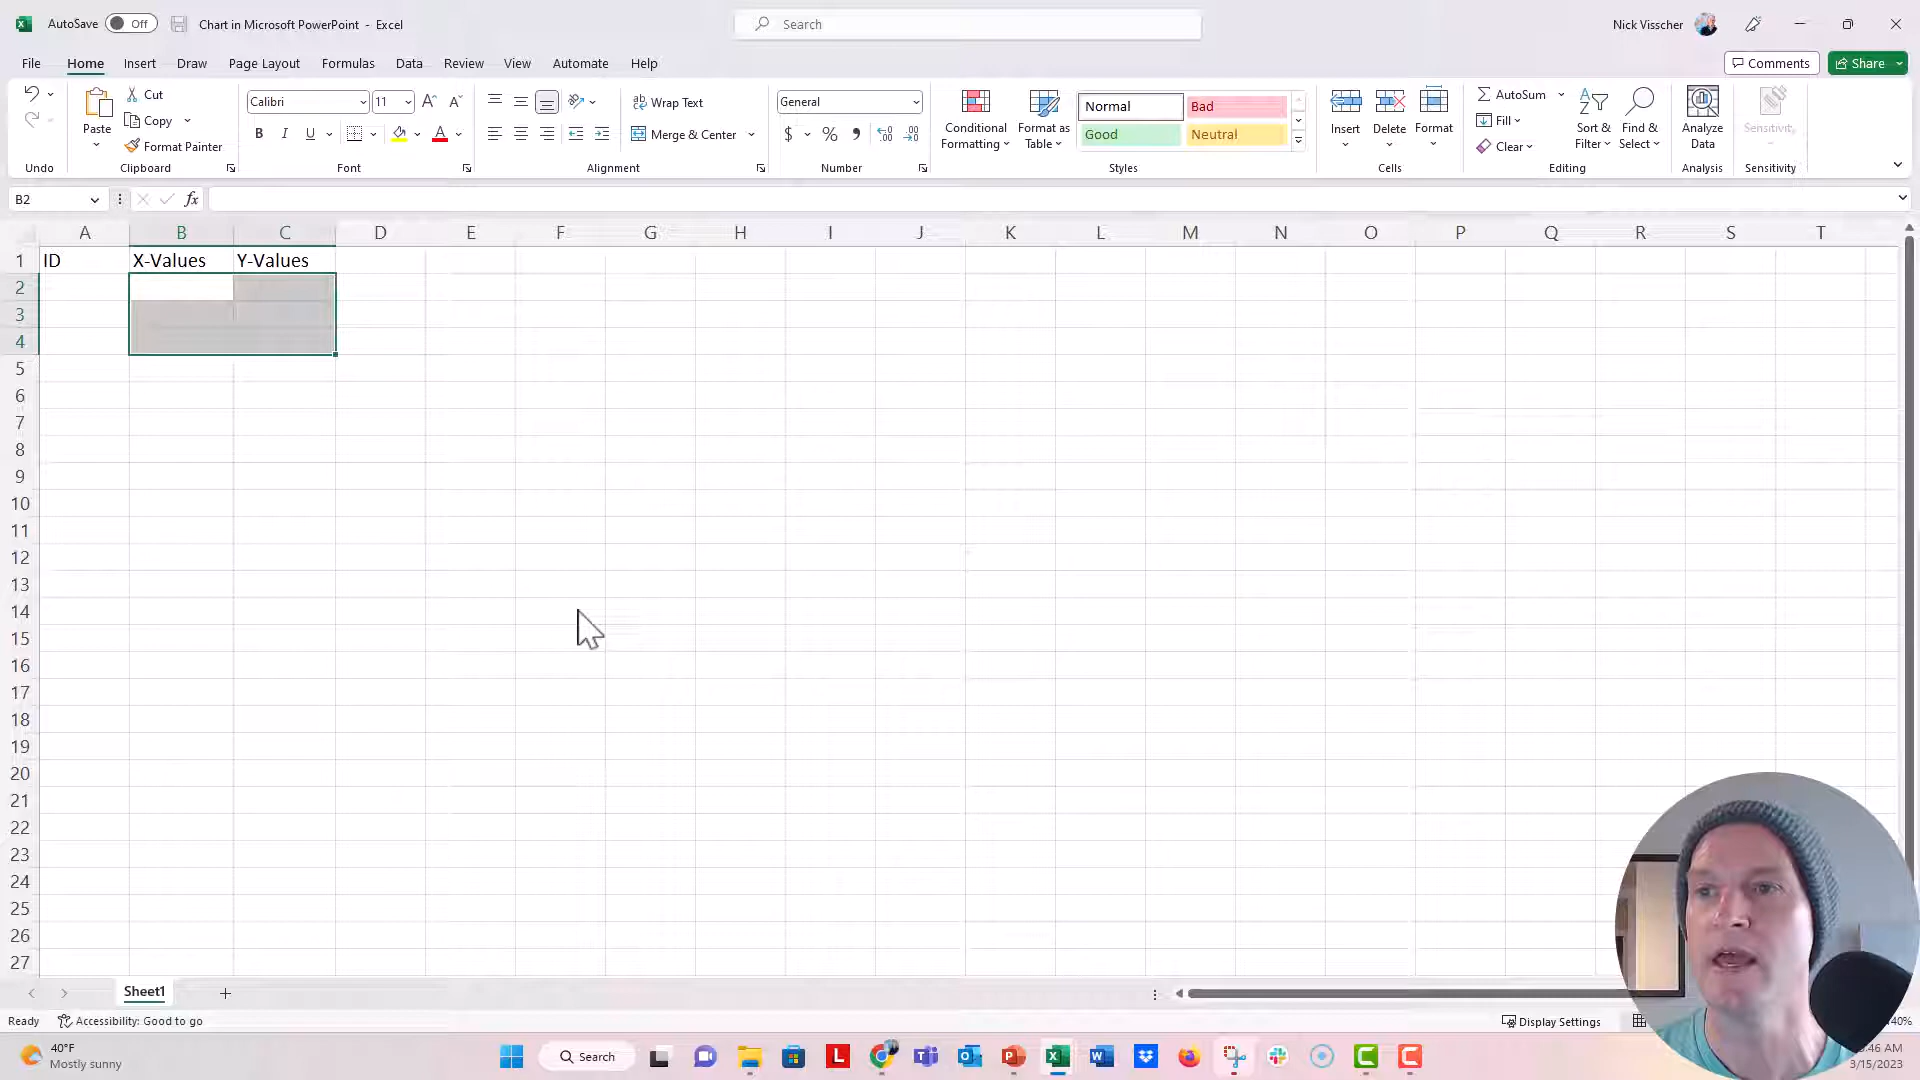 AutoSave Off Chart in Microsoft PowerPoint - Excel Search Nick Visscher
File Home Insert Draw Page Layout Formulas Data Review View Automate Help Comments Share
Cut
Copy
Format Painter
Paste
Undo Clipboard
Calibri 11
B I U A
Font
Wrap Text
Merge & Center
Alignment
General
$ % ,
Number
Conditional Formatting
Format as Table
Normal Bad
Good Neutral
Styles
Insert Delete Format
Cells
AutoSum
Fill
Clear
Sort & Filter
Find & Select
Editing
Analyze Data
Analysis
Sensitivity
B2 fx
A B C D E F G H I J K L M N O P Q R S T
1 ID X-Values Y-Values
2
3
4
5
6
7
8
9
10
11
12
13
14
15
16
17
18
19
20
21
22
23
24
25
26
27
Sheet1
Ready Accessibility: Good to go Display Settings 40%
40°F
Mostly sunny
Search
:46 AM
3/15/2023